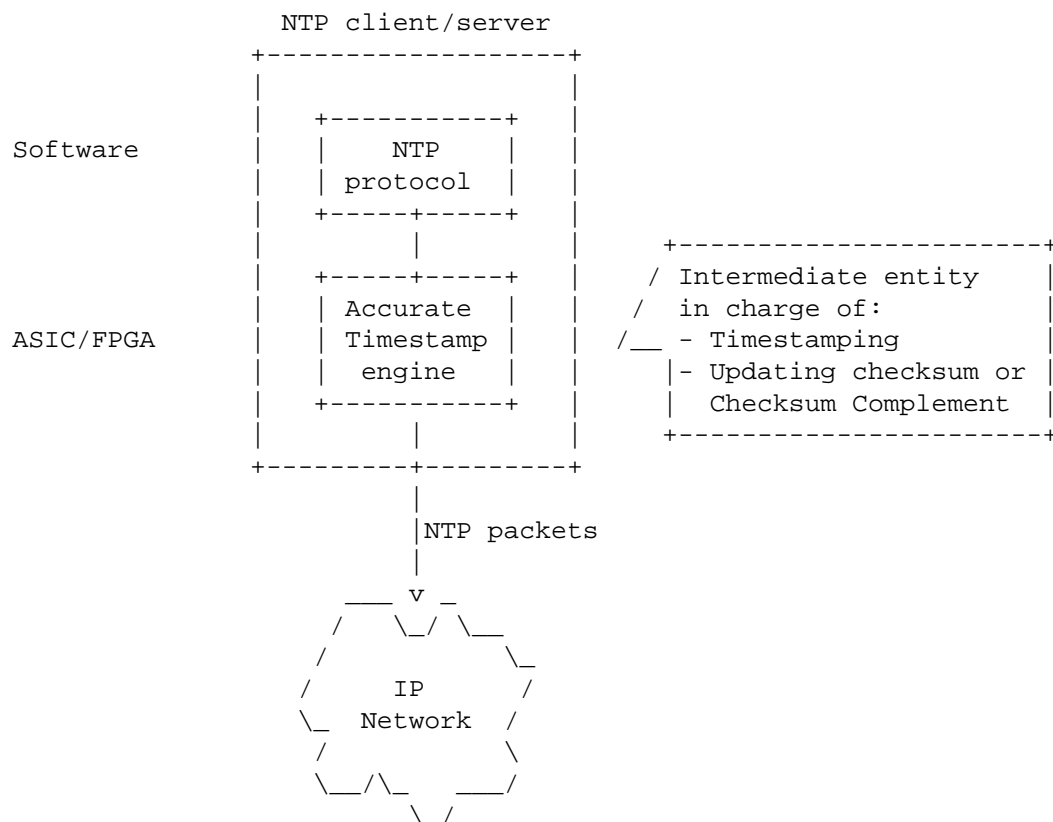 NTP client/server
Software
NTP
protocol
Intermediate entity
in charge of:
- Timestamping
- Updating checksum or
Checksum Complement
ASIC/FPGA
Accurate
Timestamp
engine
NTP packets
IP
Network